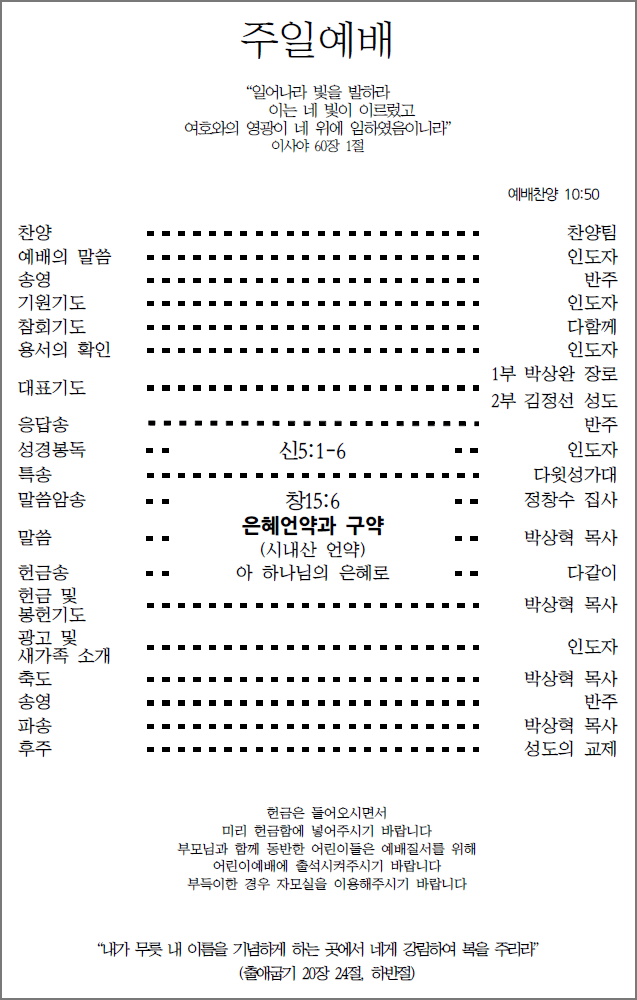 주일예배
“일어나라 빛을 발하라
이는 네 빛이 이르렀고
여호와의 영광이 네 위에 임하였음이니라”
이사야 60장 1절
예배찬양 10:50
찬양 찬양팀
예배의 말씀 인도자
송영 반주
기원기도 인도자
참회기도 다함께
용서의 확인 인도자
대표기도 1부 박상완 장로
2부 김정선 성도
응답송 반주
성경봉독 신5:1-6 인도자
특송 다윗성가대
말씀암송 창15:6 정창수 집사
말씀 은혜언약과 구약 박상혁 목사
(시내산 언약)
헌금송 아 하나님의 은혜로 다같이
헌금 및
봉헌기도 박상혁 목사
광고 및
새가족 소개 인도자
축도 박상혁 목사
송영 반주
파송 박상혁 목사
후주 성도의 교제
헌금은 들어오시면서
미리 헌금함에 넣어주시기 바랍니다
부모님과 함께 동반한 어린이들은 예배질서를 위해
어린이예배에 출석시켜주시기 바랍니다
부득이한 경우 자모실을 이용해주시기 바랍니다
“내가 무릇 내 이름을 기념하게 하는 곳에서 네게 강림하여 복을 주리라”
(출애굽기 20장 24절, 하반절)